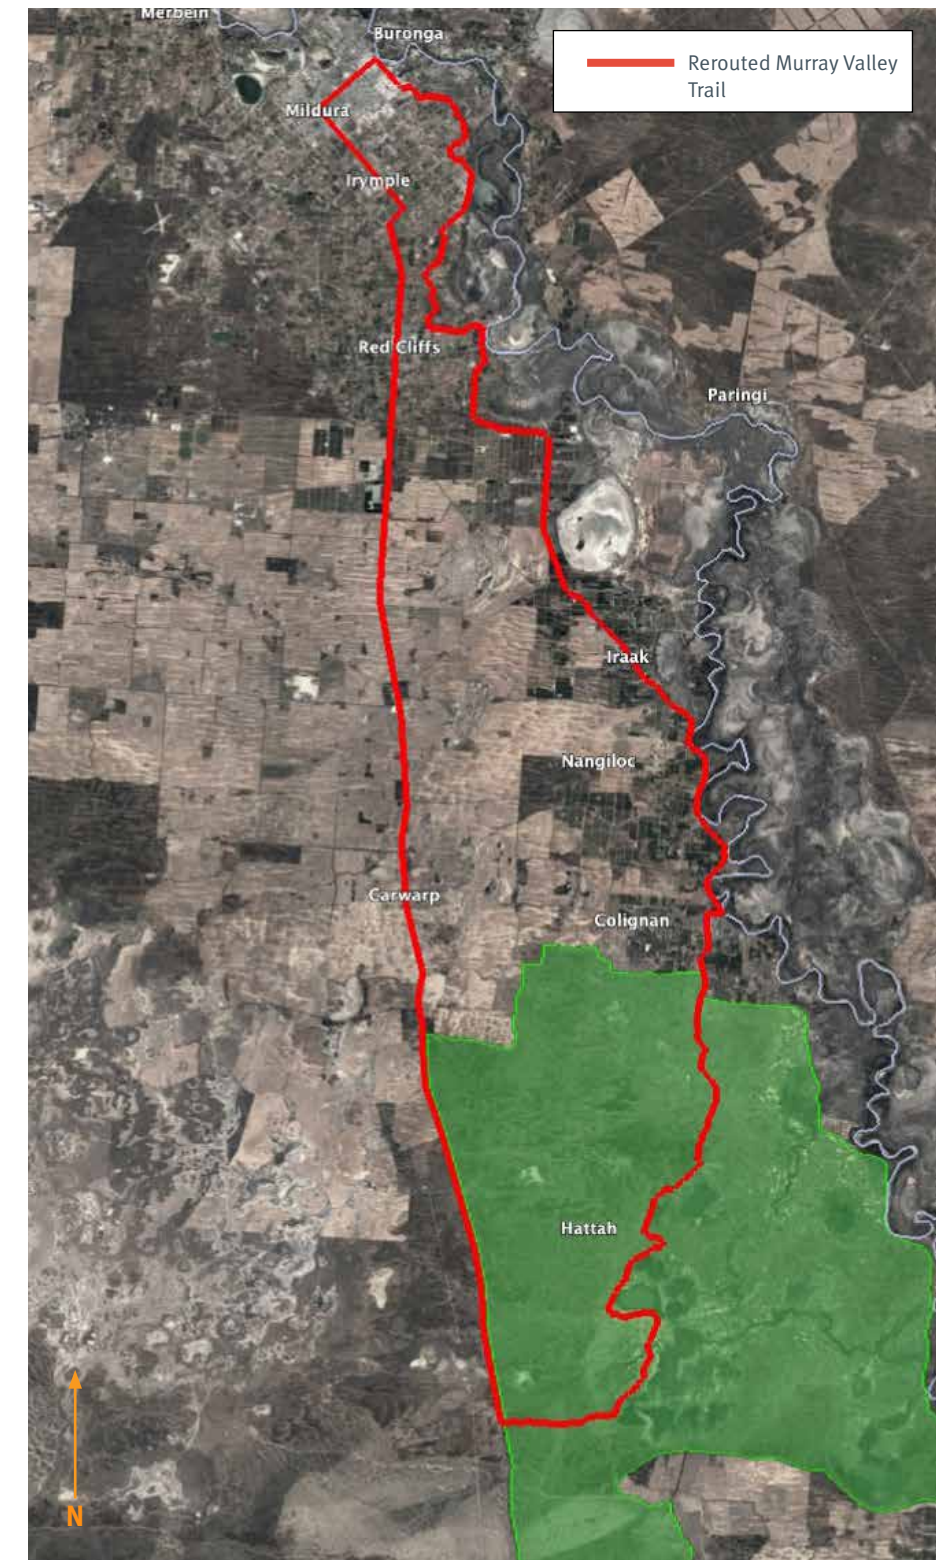 Merbein
Buronga
Rerouted Murray Valley
Trail
Mildura
Irymple
Red Cliffs
Paringi
Iraak
Nangiloc
Carwarp
Colignan
Hattah
N